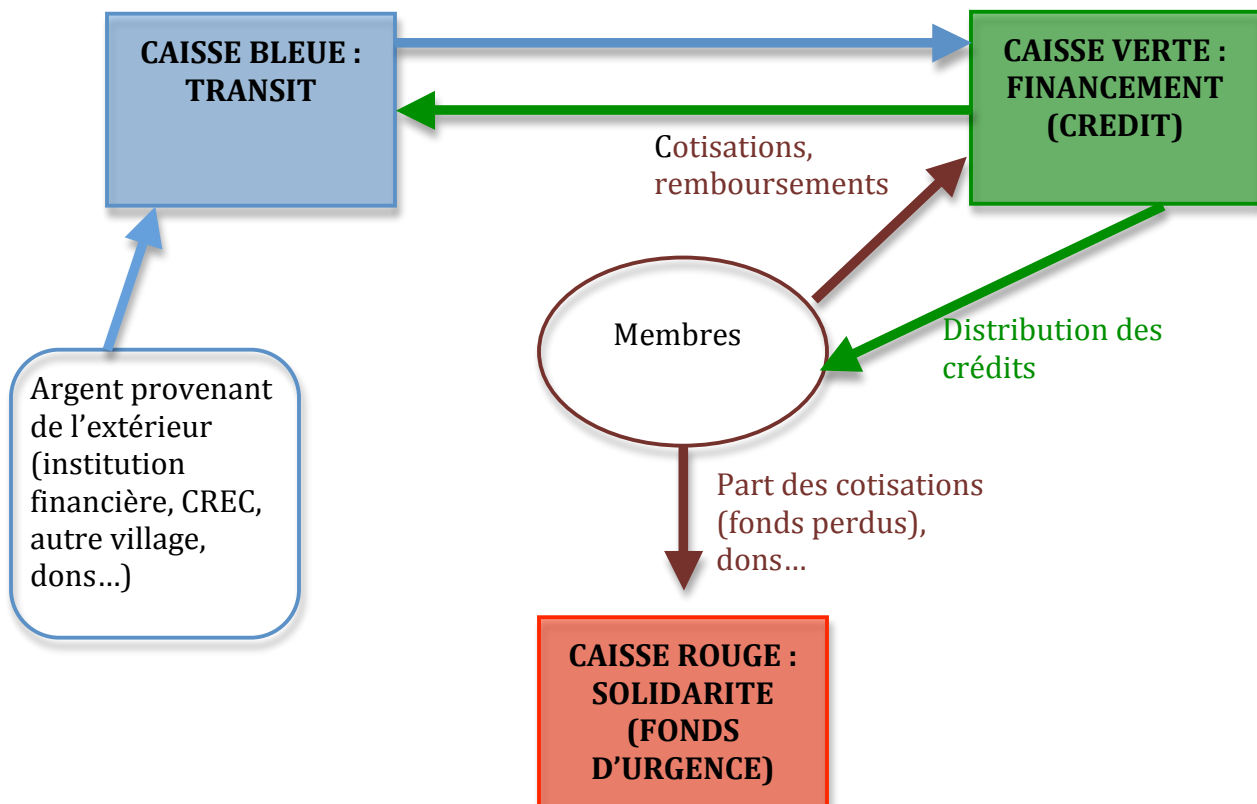 CAISSE BLEUE :
TRANSIT
CAISSE VERTE :
FINANCEMENT
(CREDIT)
Cotisations,
remboursements
Membres
Distribution des
crédits
Argent provenant
de l’extérieur
(institution
financière, CREC,
autre village,
dons…)
Part des cotisations
(fonds perdus),
dons…
CAISSE ROUGE :
SOLIDARITE
(FONDS
D’URGENCE)